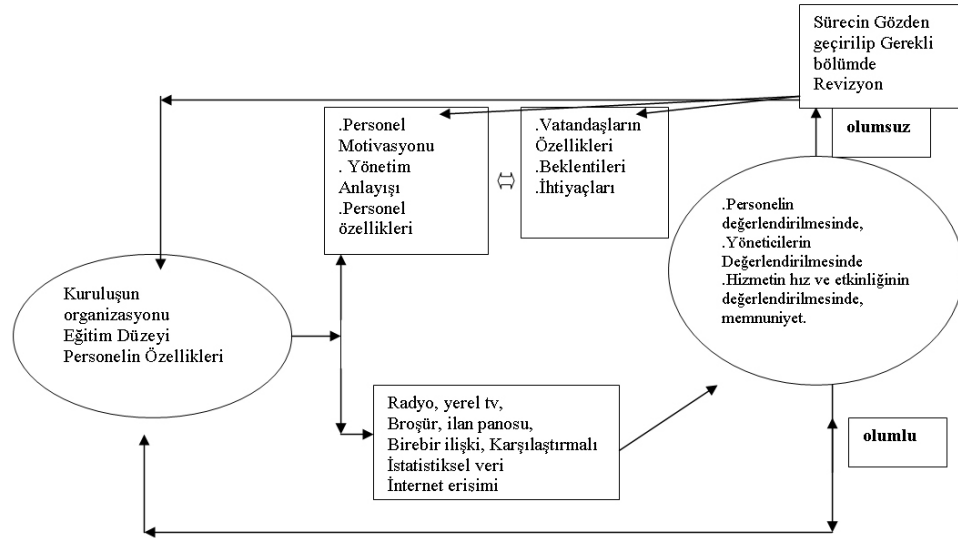 Sürecin Gözden
geçirilip Gerekli
bölümde
Revizyon
olumsuz
.Personel
Motivasyonu
. Yönetim
Anlayışı
.Personel
özellikleri
.Vatandaşların
Özellikleri
.Beklentileri
.İhtiyaçları
.Personelin
değerlendirilmesinde,
.Yöneticilerin
Değerlendirilmesinde
.Hizmetin hız ve etkinliğinin
değerlendirilmesinde,
memnuniyet.
Kuruluşun
organizasyonu
Eğitim Düzeyi
Personelin Özellikleri
Radyo, yerel tv,
Broşür, ilan panosu,
Birebir ilişki, Karşılaştırmalı
İstatistiksel veri
İnternet erisimi
olumlu